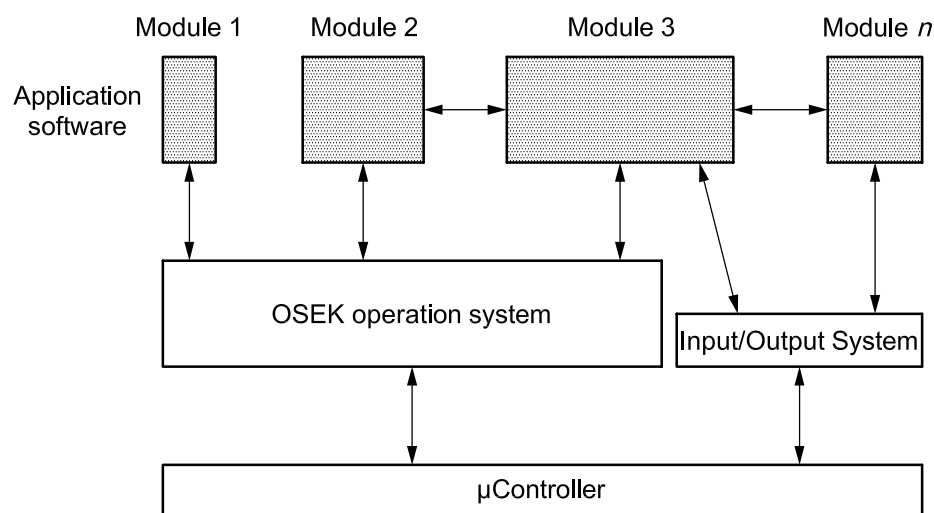 Module 1
Module 2
Module 3
Module n
Application
software
OSEK operation system
Input/Output System
µController